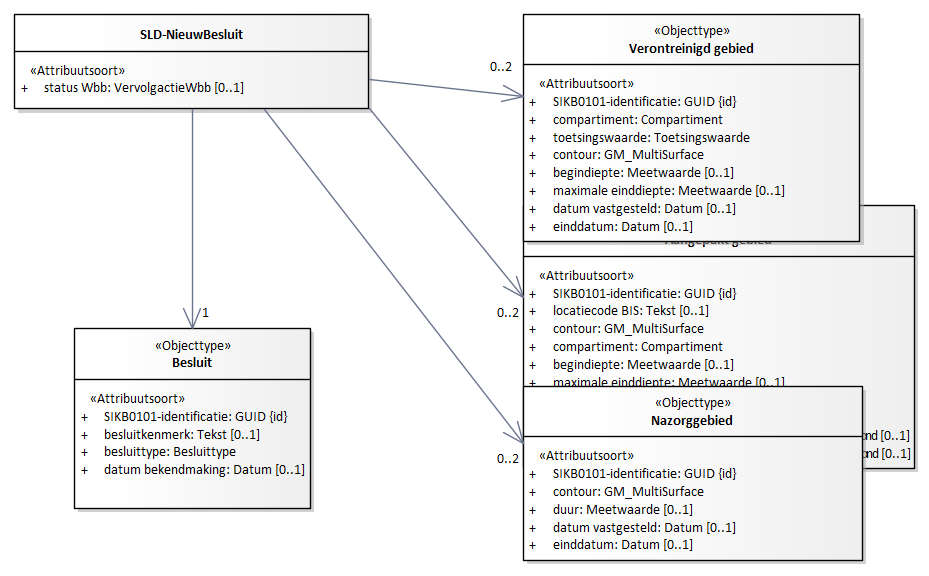 SLD-NieuwBesluit
«Attribuutsoort»
+ status Wbb: VervolgactieWbb [0..1]
0..2
«Objecttype»
Verontreinigd gebied
«Attribuutsoort»
+ SIKB0101-identificatie: GUID {id}
+ compartiment: Compartiment
+ toetsingswaarde: Toetsingswaarde
+ contour: GM_MultiSurface
+ begindiepte: Meetwaarde [0..1]
+ maximale einddiepte: Meetwaarde [0..1]
+ datum vastgesteld: Datum [0..1]
+ einddatum: Datum [0..1]
0..2
Aangepakt gebied
«Attribuutsoort»
+ SIKB0101-identificatie: GUID {id}
+ locatiecode BIS: Tekst [0..1]
+ contour: GM_MultiSurface
+ compartiment: Compartiment
+ begindiepte: Meetwaarde [0..1]
+ maximale einddiepte: Meetwaarde [0..1]
[0..1]
[0..1]
1
«Objecttype»
Besluit
«Attribuutsoort»
+ SIKB0101-identificatie: GUID {id}
+ besluitkenmerk: Tekst [0..1]
+ besluittype: Besluittype
+ datum bekendmaking: Datum [0..1]
0..2
«Objecttype»
Nazorggebied
«Attribuutsoort»
+ SIKB0101-identificatie: GUID {id}
+ contour: GM_MultiSurface
+ duur: Meetwaarde [0..1]
+ datum vastgesteld: Datum [0..1]
+ einddatum: Datum [0..1]